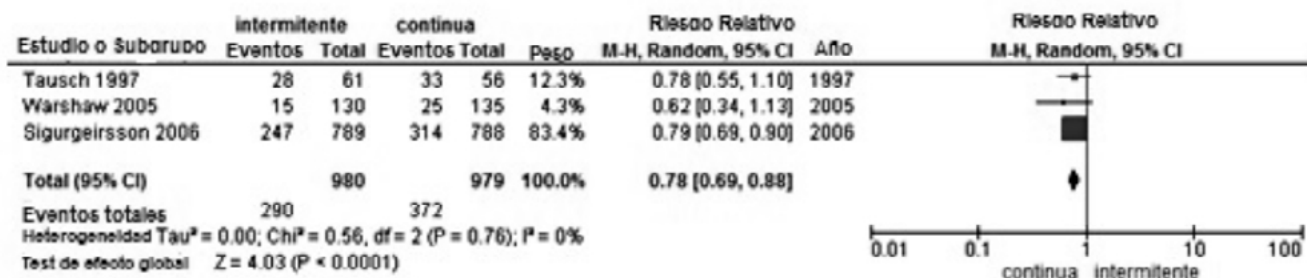 intermitente continua Riesgo Relativo Riesgo Relativo
Estudio o Subgrupo Eventos Total Eventos Total Peso M-H, Random, 95% CI Año M-H, Random, 95% CI
Tausch 1997 28 61 33 56 12.3% 0.78 [0.55, 1.10] 1997
Warshaw 2005 15 130 25 135 4.3% 0.62 [0.34, 1.13] 2005
Sigurgeirsson 2006 247 789 314 788 83.4% 0.79 [0.69, 0.90] 2006
Total (95% CI) 980 979 100.0% 0.78 [0.69, 0.88]
Eventos totales 290 372
Heterogeneidad Tau² = 0.00; Chi² = 0.56, df = 2 (P = 0.76); I² = 0%
Test de efecto global Z = 4.03 (P < 0.0001)
0.01 0.1 1 10 100
continua intermitente